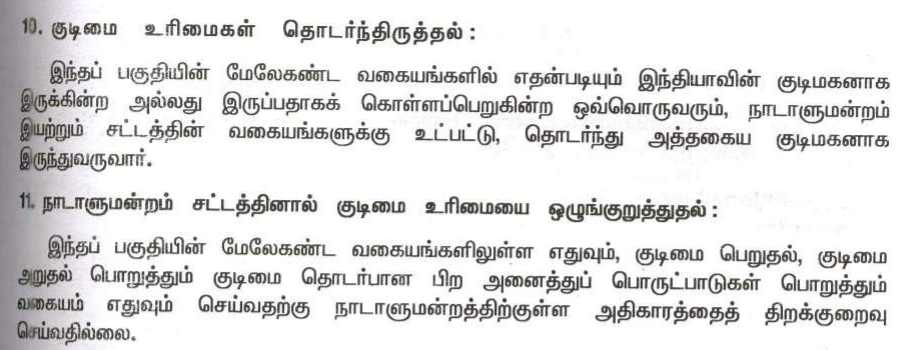 10. குடிமை உரிமைகள் தொடர்ந்திருத்தல் :
இந்தப் பகுதியின் மேலேகண்ட வகையங்களில் எதன்படியும் இந்தியாவின் குடிமகனாக
இருக்கின்ற அல்லது இருப்பதாகக் கொள்ளப்பெறுகின்ற ஒவ்வொருவரும், நாடாளுமன்றம்
இயற்றும் சட்டத்தின் வகையங்களுக்கு உட்பட்டு, தொடர்ந்து அத்தகைய குடிமகனாக
இருந்துவருவார்.
11. நாடாளுமன்றம் சட்டத்தினால் குடிமை உரிமையை ஒழுங்குறுத்துதல் :
இந்தப் பகுதியின் மேலேகண்ட வகையங்களிலுள்ள எதுவும், குடிமை பெறுதல், குடிமை
அறுதல் பொறுத்தும் குடிமை தொடர்பான பிற அனைத்துப் பொருட்பாடுகள் பொறுத்தும்
வகையம் எதுவும் செய்வதற்கு நாடாளுமன்றத்திற்குள்ள அதிகாரத்தைத் திறக்குறைவு
செய்வதில்லை.